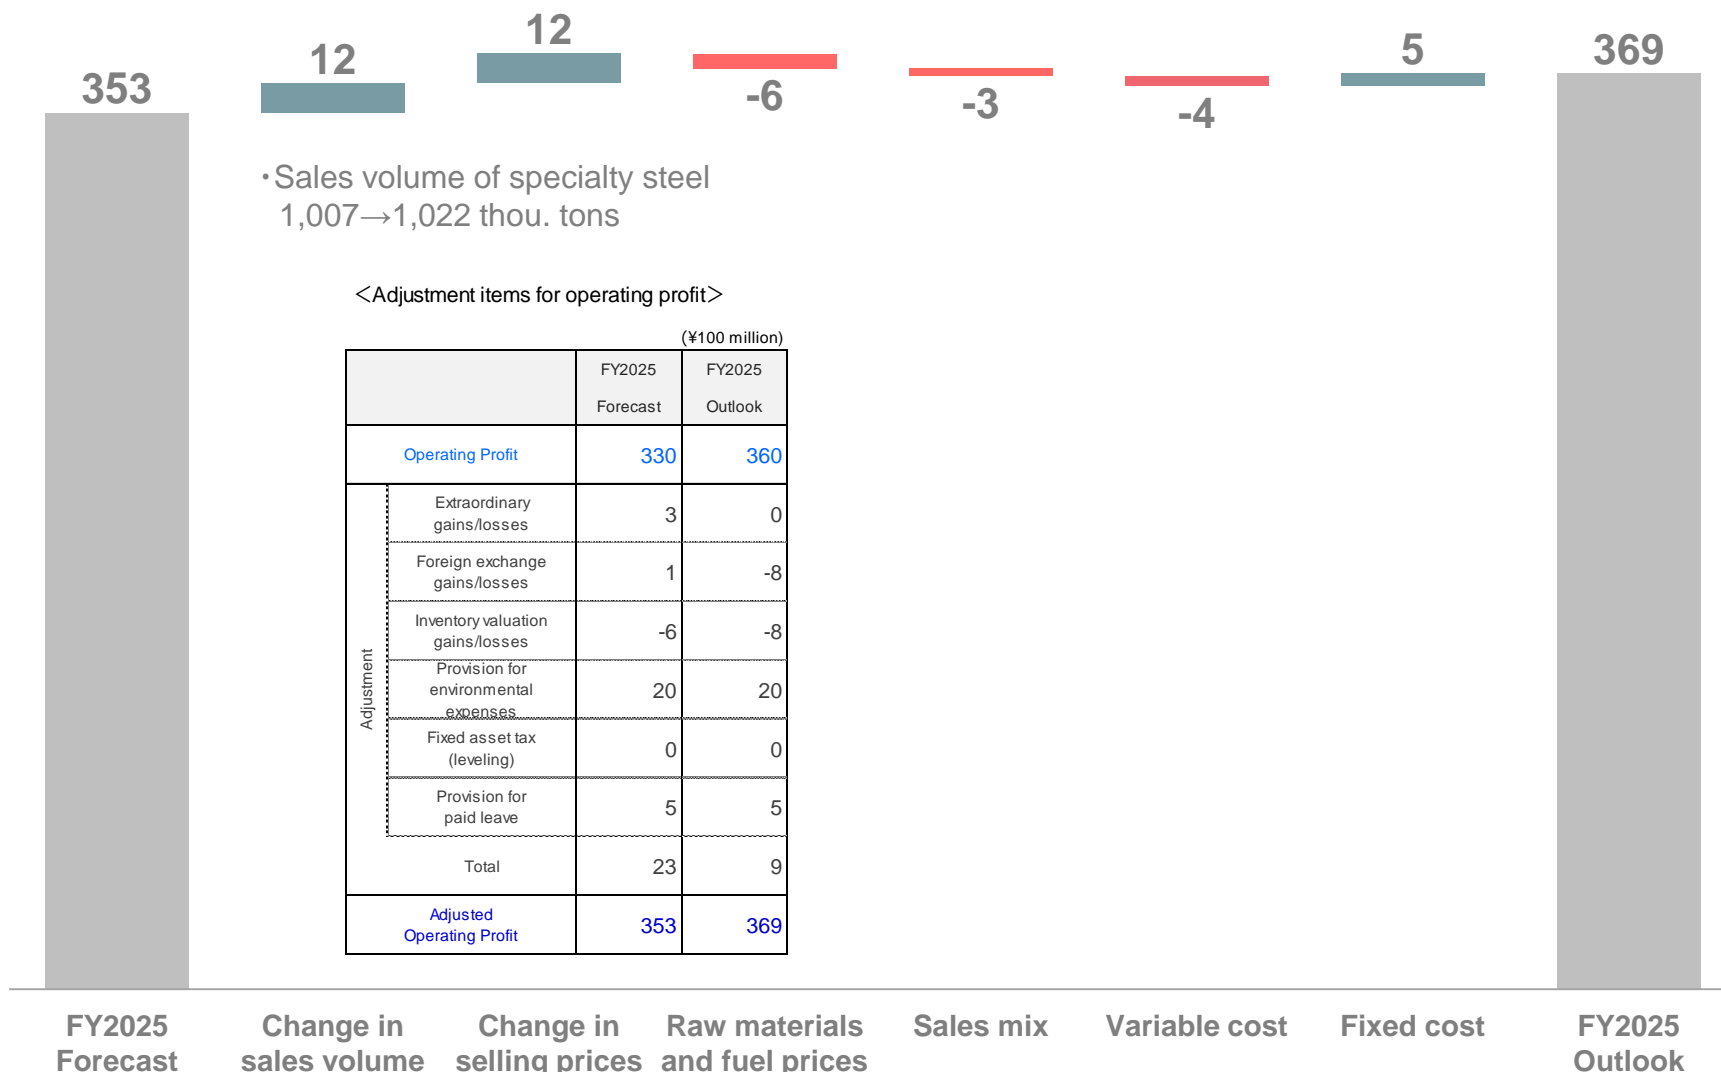 353
12
12
-6
-3
-4
5
369
・Sales volume of specialty steel
1,007→1,022 thou. tons
＜Adjustment items for operating profit＞
(¥100 million)
FY2025 Forecast
FY2025 Outlook
Operating Profit 330 360
Adjustment
Extraordinary
gains/losses 3 0
Foreign exchange
gains/losses 1 -8
Inventory valuation
gains/losses -6 -8
Provision for
environmental
expenses 20 20
Fixed asset tax
(leveling) 0 0
Provision for
paid leave 5 5
Total 23 9
Adjusted
Operating Profit 353 369
FY2025
Forecast
Change in
sales volume
Change in
selling prices
Raw materials
and fuel prices
Sales mix
Variable cost
Fixed cost
FY2025
Outlook